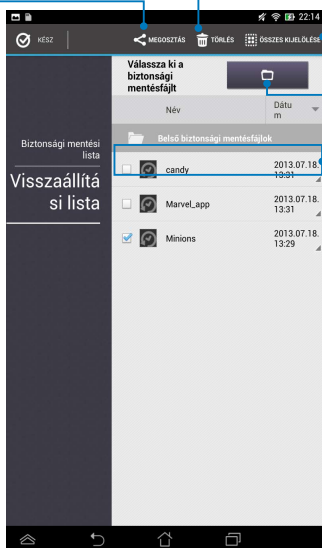 22:14
KÉSZ
MEGOSZTÁS
TÖRLÉS
ÖSSZES KIJELÖLÉSE
Biztonsági mentési
lista
Visszaállítá
si lista
Válassza ki a
biztonsági
mentésfájlt
Név
Dátu
m
Belső biztonsági mentésfájlok
candy
2013.07.18.
13:31
Marvel_app
2013.07.18.
13:31
Minions
2013.07.18.
13:29